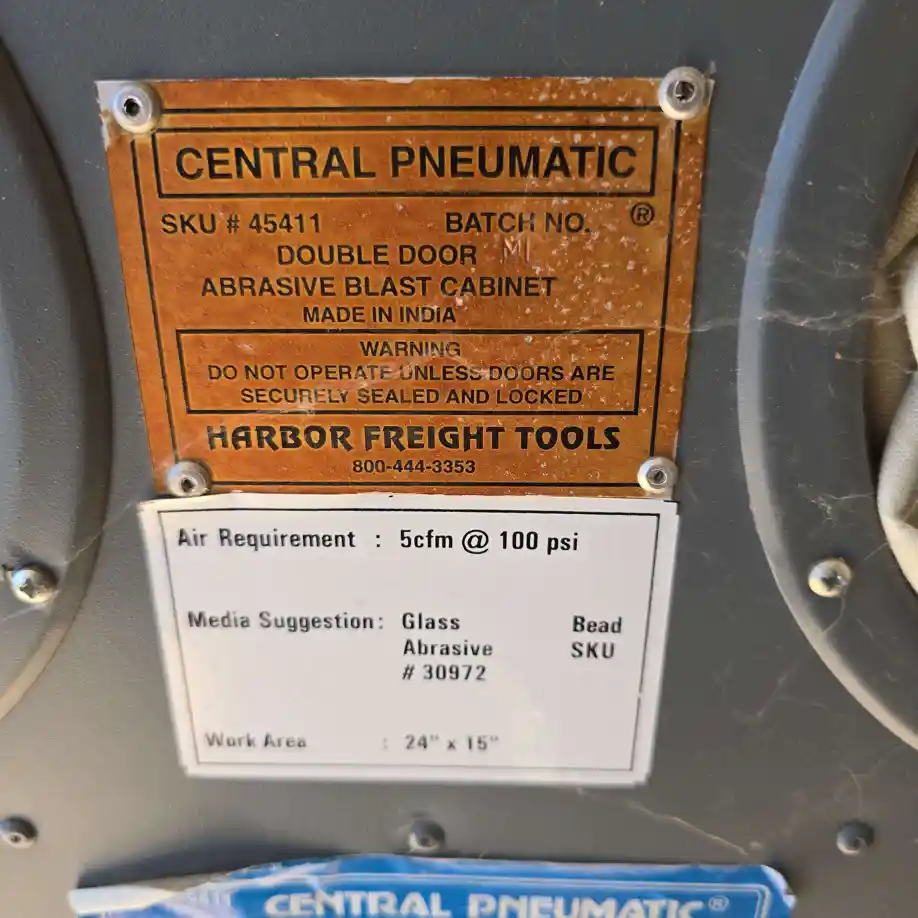 CENTRAL PNEUMATIC
SKU # 45411 BATCH NO. ®
DOUBLE DOOR MI
ABRASIVE BLAST CABINET
MADE IN INDIA
WARNING
DO NOT OPERATE UNLESS DOORS ARE
SECURELY SEALED AND LOCKED
HARBOR FREIGHT TOOLS
800-444-3353
Air Requirement : 5cfm @ 100 psi
Media Suggestion: Glass Bead
Abrasive SKU
# 30972
Work Area : 24" x 15"
CENTRAL PNEUMATIC®